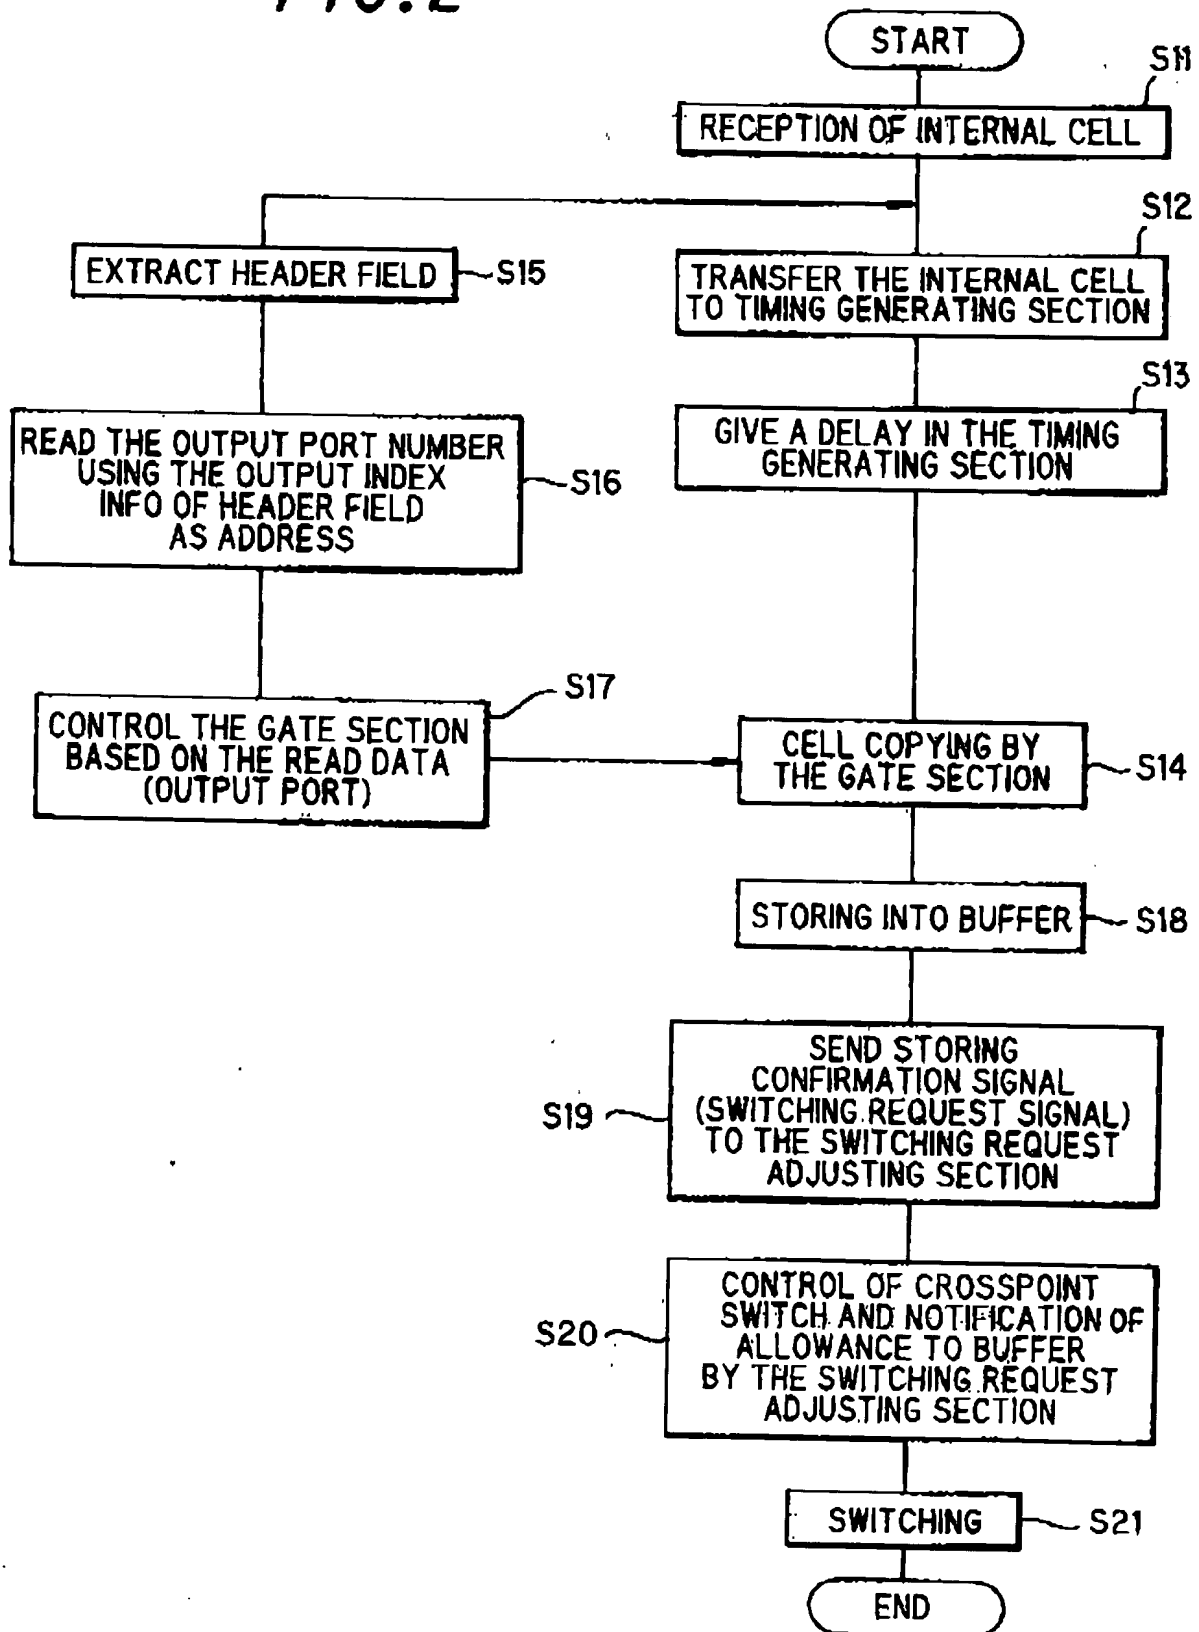 FIG. 2
START
S11
RECEPTION OF INTERNAL CELL
S12
EXTRACT HEADER FIELD
S15
TRANSFER THE INTERNAL CELL
TO TIMING GENERATING SECTION
S13
READ THE OUTPUT PORT NUMBER
USING THE OUTPUT INDEX
INFO OF HEADER FIELD
AS ADDRESS
S16
GIVE A DELAY IN THE TIMING
GENERATING SECTION
S17
CONTROL THE GATE SECTION
BASED ON THE READ DATA
(OUTPUT PORT)
CELL COPYING BY
THE GATE SECTION
S14
STORING INTO BUFFER
S18
S19
SEND STORING
CONFIRMATION SIGNAL
(SWITCHING REQUEST SIGNAL)
TO THE SWITCHING REQUEST
ADJUSTING SECTION
S20
CONTROL OF CROSSPOINT
SWITCH AND NOTIFICATION OF
ALLOWANCE TO BUFFER
BY THE SWITCHING REQUEST
ADJUSTING SECTION
SWITCHING
S21
END